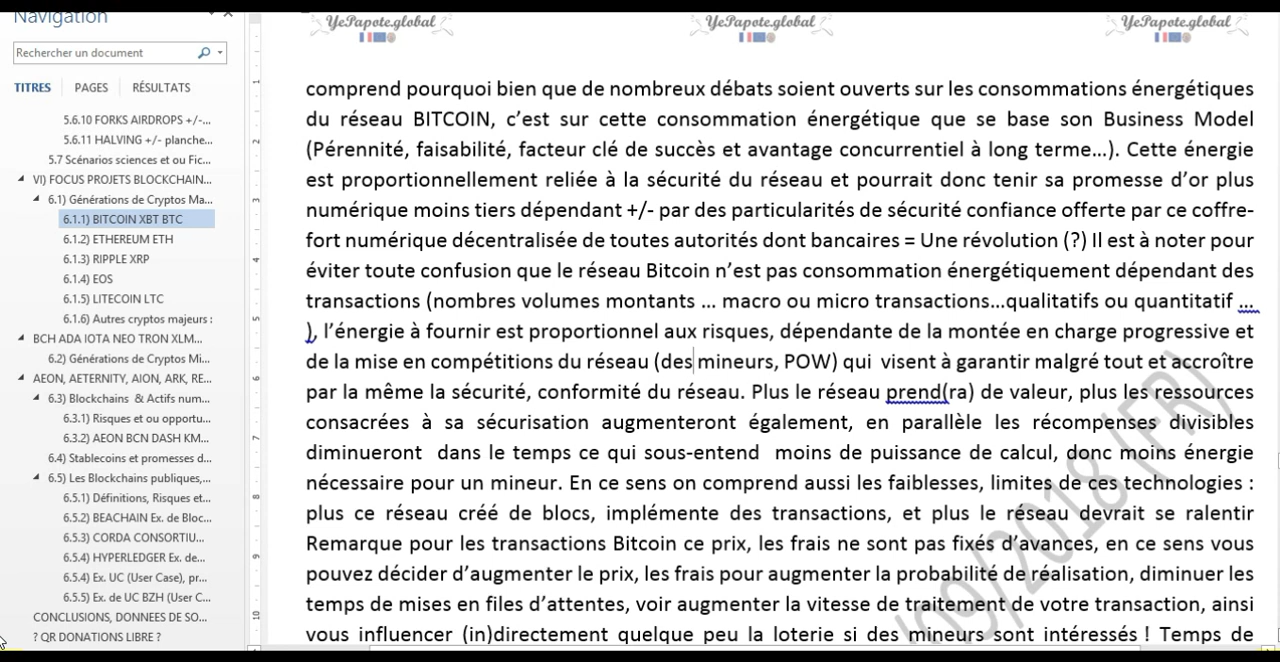 Navigation
Rechercher un document
TITRES PAGES RÉSULTATS
5.6.10 FORKS AIRDROPS +/-...
5.6.11 HALVING +/- planche...
5.7 Scénarios sciences et ou Fic...
VI) FOCUS PROJETS BLOCKCHAIN...
6.1) Générations de Cryptos Ma...
6.1.1) BITCOIN XBT BTC
6.1.2) ETHEREUM ETH
6.1.3) RIPPLE XRP
6.1.4) EOS
6.1.5) LITECOIN LTC
6.1.6) Autres cryptos majeurs :
BCH ADA IOTA NEO TRON XLM...
6.2) Générations de Cryptos Mi...
AEON, AETERNITY, AION, ARK, RE...
6.3) Blockchains & Actifs num...
6.3.1) Risques et ou opportu...
6.3.2) AEON BCN DASH KM...
6.4) Stablecoins et promesses d...
6.5) Les Blockchains publiques,...
6.5.1) Définitions, Risques et...
6.5.2) BEACHAIN Ex. de Bloc...
6.5.3) CORDA CONSORTIU...
6.5.4) HYPERLEDGER Ex. de...
6.5.4) Ex. UC (User Case), pr...
6.5.5) Ex. de UC BZH (User C...
CONCLUSIONS, DONNEES DE SO...
? QR DONATIONS LIBRE ?
1
2
3
4
5
6
7
8
9
10
YePapote.global YePapote.global YePapote.global
comprend pourquoi bien que de nombreux débats soient ouverts sur les consommations énergétiques
du réseau BITCOIN, c’est sur cette consommation énergétique que se base son Business Model
(Pérennité, faisabilité, facteur clé de succès et avantage concurrentiel à long terme…). Cette énergie
est proportionnellement reliée à la sécurité du réseau et pourrait donc tenir sa promesse d’or plus
numérique moins tiers dépendant +/- par des particularités de sécurité confiance offerte par ce coffre-
fort numérique décentralisée de toutes autorités dont bancaires = Une révolution (?) Il est à noter pour
éviter toute confusion que le réseau Bitcoin n’est pas consommation énergétiquement dépendant des
transactions (nombres volumes montants … macro ou micro transactions…qualitatifs ou quantitatif …
), l’énergie à fournir est proportionnel aux risques, dépendante de la montée en charge progressive et
de la mise en compétitions du réseau (des mineurs, POW) qui visent à garantir malgré tout et accroître
par la même la sécurité, conformité du réseau. Plus le réseau prend(ra) de valeur, plus les ressources
consacrées à sa sécurisation augmenteront également, en parallèle les récompenses divisibles
diminueront dans le temps ce qui sous-entend moins de puissance de calcul, donc moins énergie
nécessaire pour un mineur. En ce sens on comprend aussi les faiblesses, limites de ces technologies :
plus ce réseau créé de blocs, implémente des transactions, et plus le réseau devrait se ralentir
Remarque pour les transactions Bitcoin ce prix, les frais ne sont pas fixés d’avances, en ce sens vous
pouvez décider d’augmenter le prix, les frais pour augmenter la probabilité de réalisation, diminuer les
temps de mises en files d’attentes, voir augmenter la vitesse de traitement de votre transaction, ainsi
vous influencer (in)directement quelque peu la loterie si des mineurs sont intéressés ! Temps de
/09/2018 (FR)